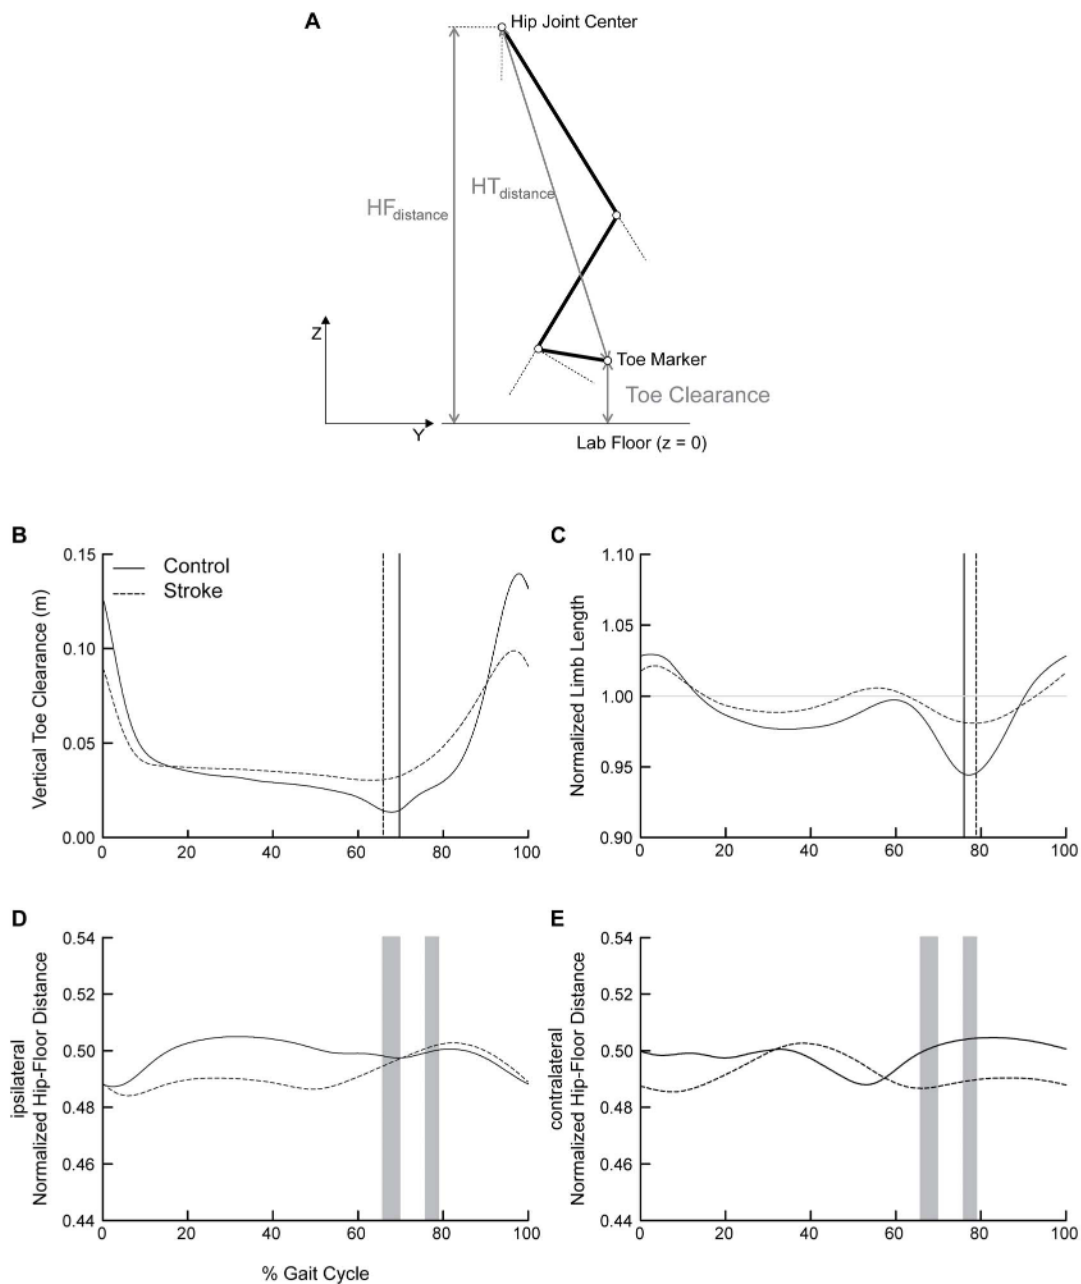 A
Hip Joint Center
HF distance
HT distance
Z
Toe Marker
Toe Clearance
Y
Lab Floor (z = 0)
B
Vertical Toe Clearance (m)
0.15
0.10
0.05
0.00
Control
Stroke
0 20 40 60 80 100
C
Normalized Limb Length
1.10
1.05
1.00
0.95
0.90
0 20 40 60 80 100
D
ipsilateral
Normalized Hip-Floor Distance
0.54
0.52
0.50
0.48
0.46
0.44
0 20 40 60 80 100
% Gait Cycle
E
contralateral
Normalized Hip-Floor Distance
0.54
0.52
0.50
0.48
0.46
0.44
0 20 40 60 80 100